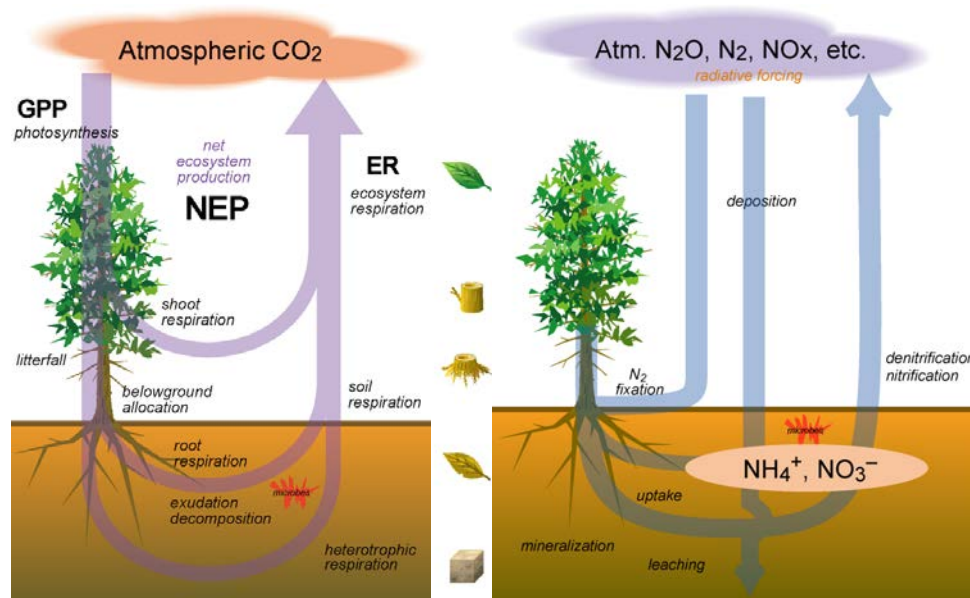 Atmospheric CO₂
GPP
photosynthesis
net
ecosystem
production
NEP
ER
ecosystem
respiration
shoot
respiration
litterfall
belowground
allocation
soil
respiration
root
respiration
exudation
decomposition
microbes
heterotrophic
respiration
Atm. N₂O, N₂, NOx, etc.
radiative forcing
deposition
N₂
fixation
denitrification
nitrification
microbes
NH₄⁺, NO₃⁻
uptake
mineralization
leaching